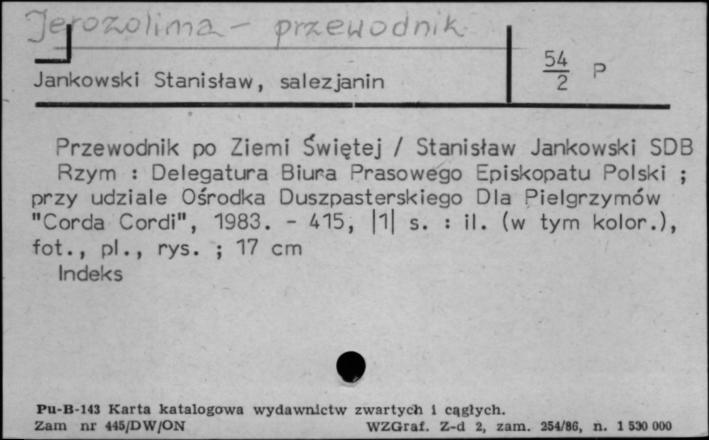 Jerozolima - przewodnik
Jankowski Stanisław, salezjanin
54
2
P
Przewodnik po Ziemi Świętej / Stanisław Jankowski SDB
Rzym : Delegatura Biura Prasowego Episkopatu Polski ;
przy udziale Ośrodka Duszpasterskiego Dla Pielgrzymów
"Corda Cordi", 1983. - 415, |1| s. : il. (w tym kolor.),
fot., pl., rys. ; 17 cm
Indeks
Pu-B-143 Karta katalogowa wydawnictw zwartych i ciągłych.
Zam nr 445/DW/ON WZGraf. Z-d 2, zam. 254/86, n. 1 530 000